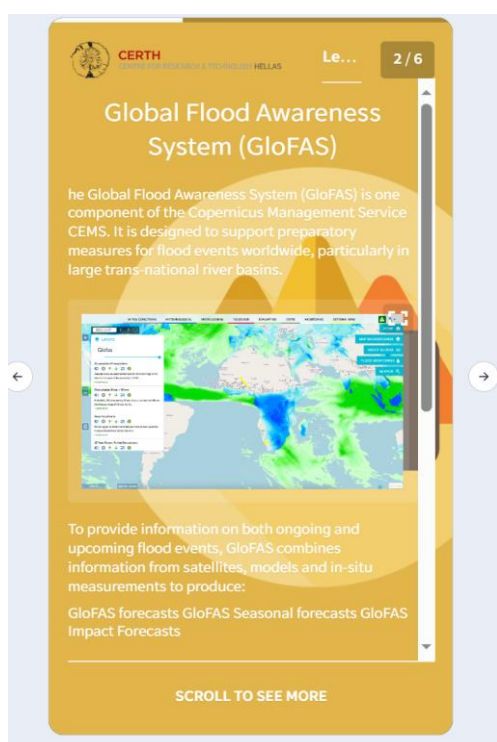 CERTH
CENTRE FOR RESEARCH & TECHNOLOGY HELLAS
Le...
2 / 6
Global Flood Awareness
System (GloFAS)
he Global Flood Awareness System (GloFAS) is one
component of the Copernicus Management Service
CEMS. It is designed to support preparatory
measures for flood events worldwide, particularly in
large trans-national river basins.
To provide information on both ongoing and
upcoming flood events, GloFAS combines
information from satellites, models and in-situ
measurements to produce:
GloFAS forecasts GloFAS Seasonal forecasts GloFAS
Impact Forecasts
SCROLL TO SEE MORE